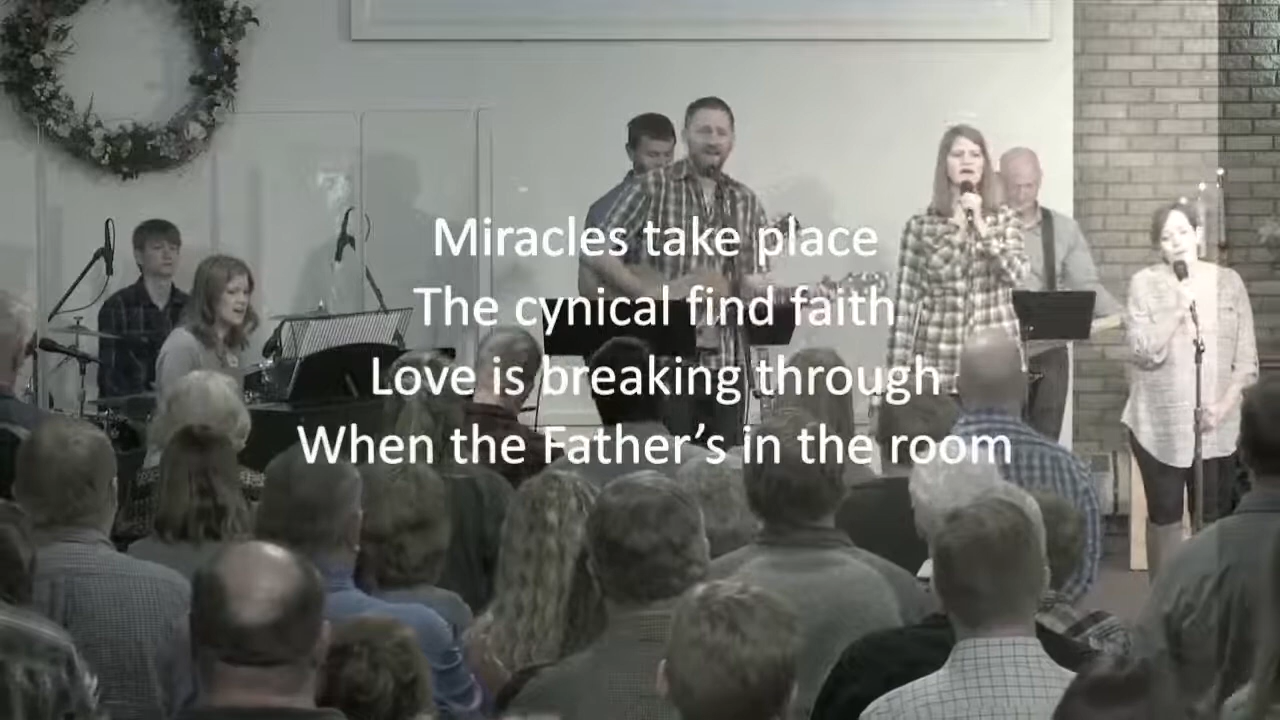 Miracles take place
The cynical find faith
Love is breaking through
When the Father’s in the room